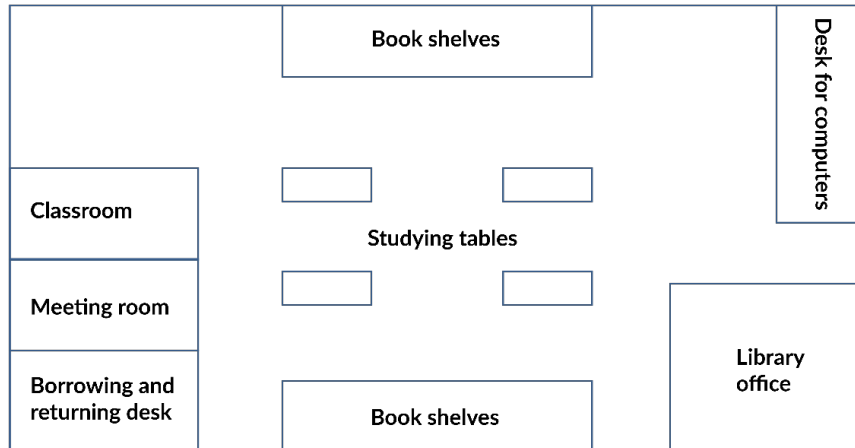 Book shelves
Desk for computers
Classroom
Studying tables
Meeting room
Library
office
Borrowing and
returning desk
Book shelves